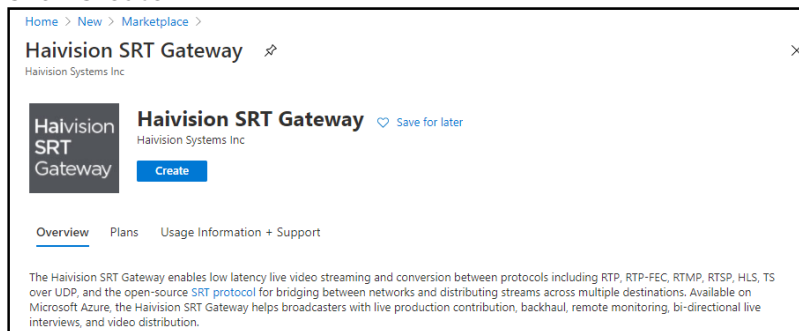 Home > New > Marketplace >
Haivision SRT Gateway
Haivision Systems Inc
Haivision
SRT
Gateway
Haivision SRT Gateway
Save for later
Haivision Systems Inc
Create
Overview Plans Usage Information + Support
The Haivision SRT Gateway enables low latency live video streaming and conversion between protocols including RTP, RTP-FEC, RTMP, RTSP, HLS, TS
over UDP, and the open-source SRT protocol for bridging between networks and distributing streams across multiple destinations. Available on
Microsoft Azure, the Haivision SRT Gateway helps broadcasters with live production contribution, backhaul, remote monitoring, bi-directional live
interviews, and video distribution.